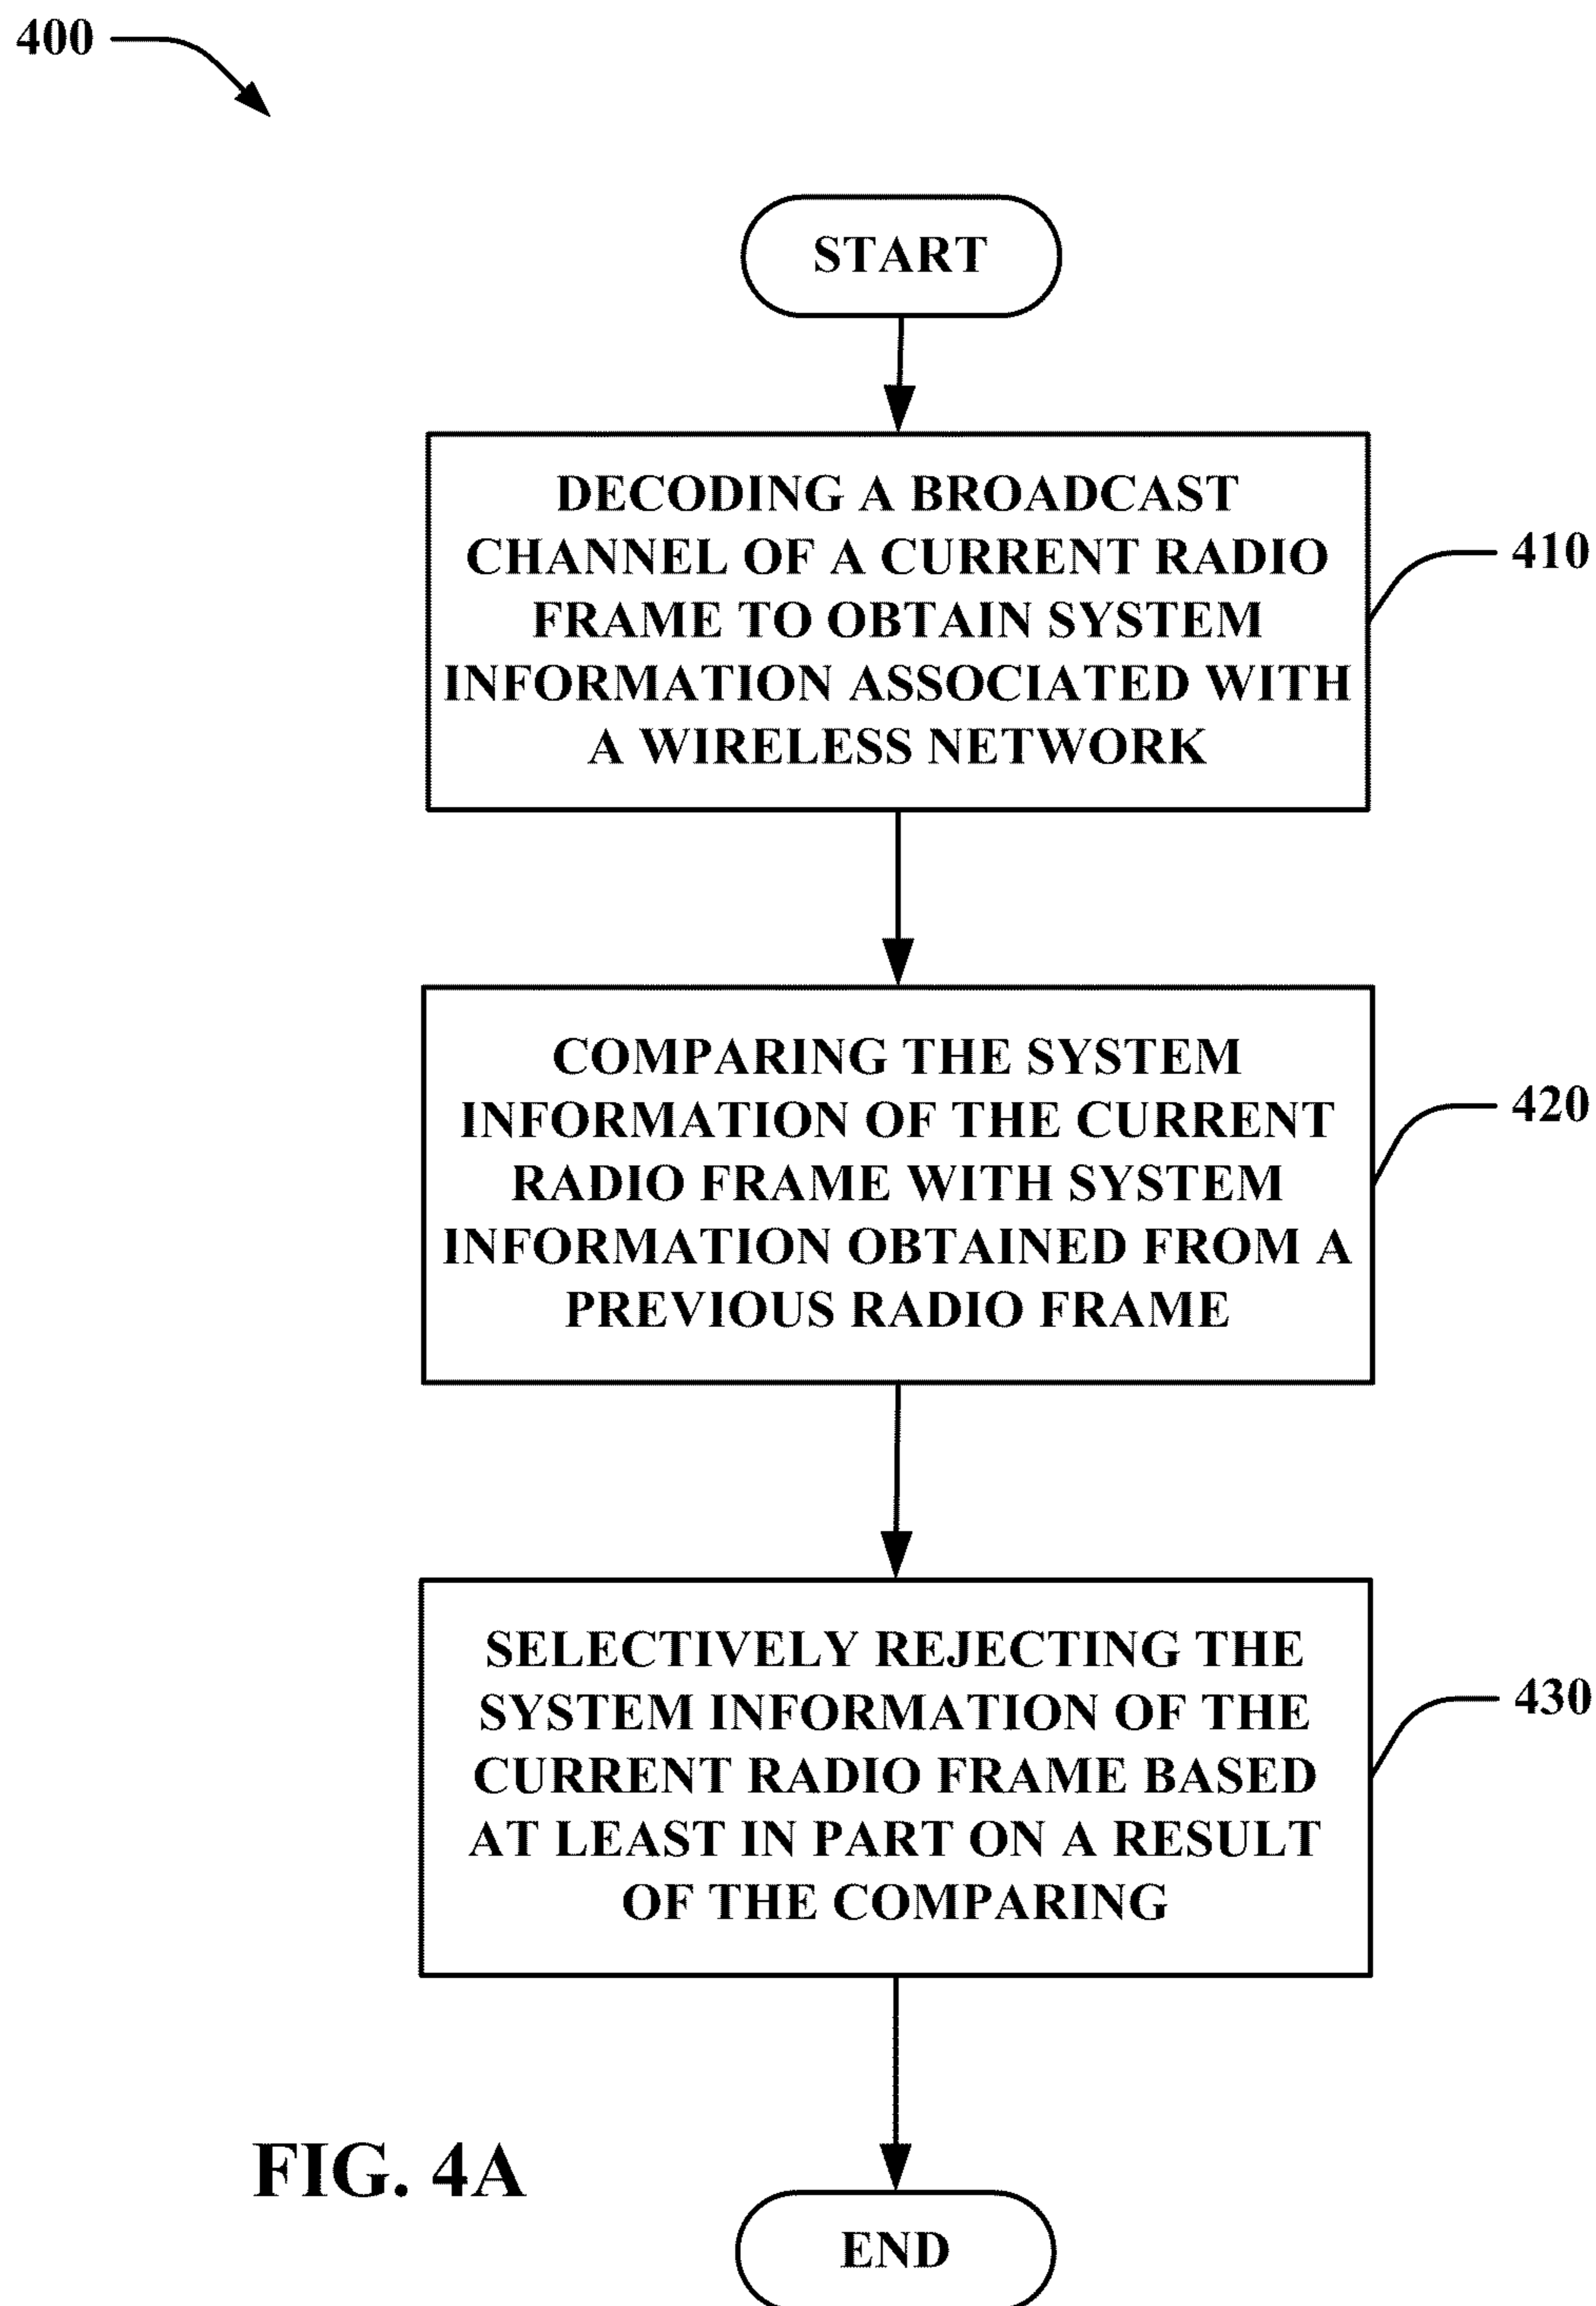 400
START
DECODING A BROADCAST
CHANNEL OF A CURRENT RADIO
FRAME TO OBTAIN SYSTEM
INFORMATION ASSOCIATED WITH
A WIRELESS NETWORK
410
COMPARING THE SYSTEM
INFORMATION OF THE CURRENT
RADIO FRAME WITH SYSTEM
INFORMATION OBTAINED FROM A
PREVIOUS RADIO FRAME
420
SELECTIVELY REJECTING THE
SYSTEM INFORMATION OF THE
CURRENT RADIO FRAME BASED
AT LEAST IN PART ON A RESULT
OF THE COMPARING
430
FIG. 4A
END